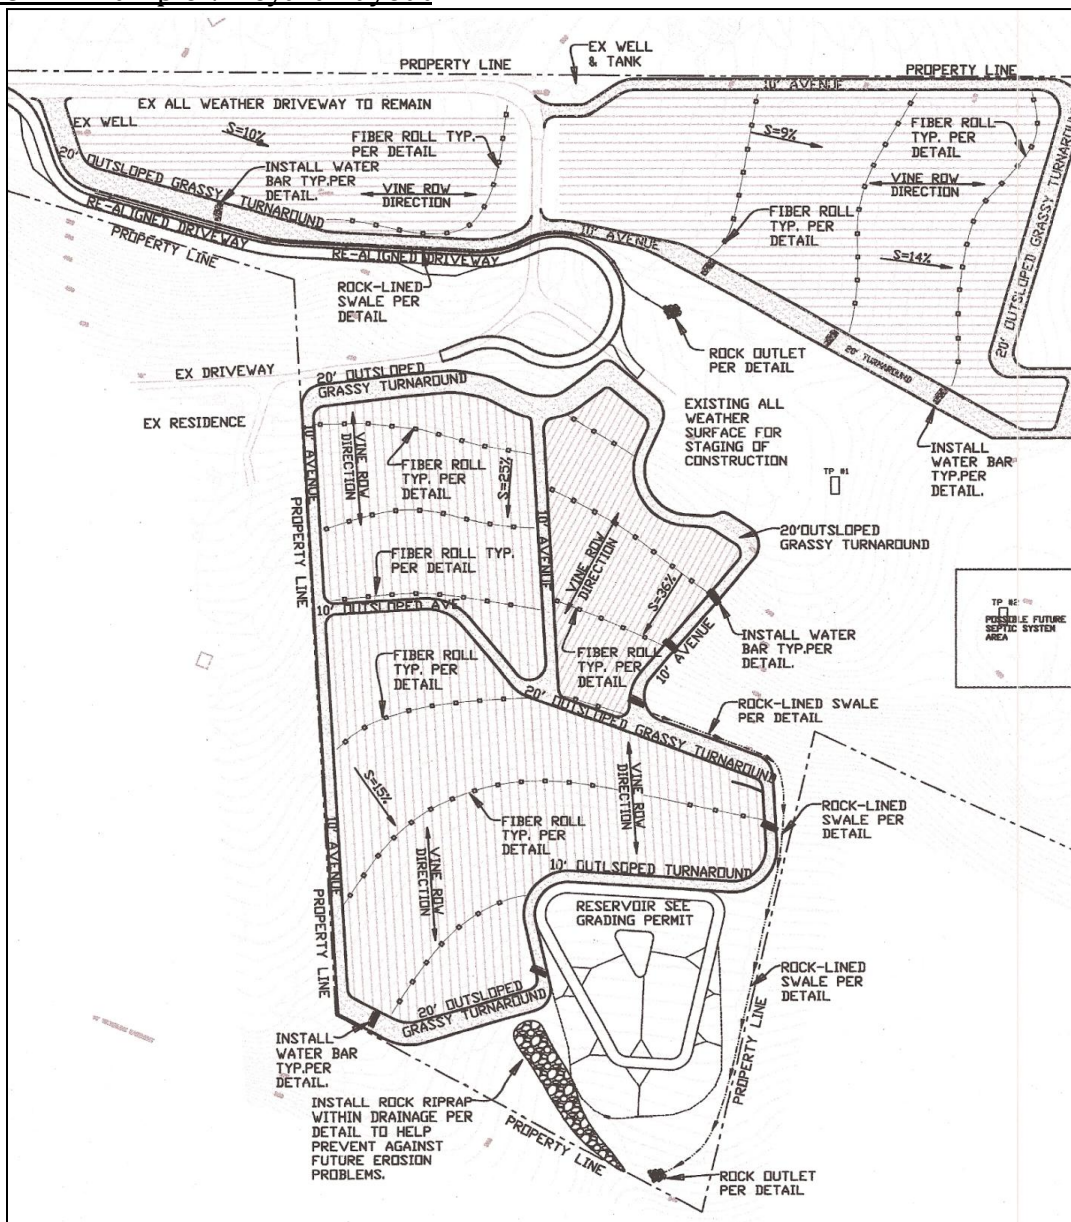 EX WELL
& TANK
PROPERTY LINE
PROPERTY LINE
10' AVENUE
EX ALL WEATHER DRIVEWAY TO REMAIN
EX WELL
S=10%
FIBER ROLL TYP.
PER DETAIL
S=9%
FIBER ROLL
TYP. PER
DETAIL
20' OUTSLOPED GRASSY TURNAROUND
INSTALL WATER
BAR TYP.PER
DETAIL.
VINE ROW
DIRECTION
VINE ROW
DIRECTION
FIBER ROLL
TYP. PER
DETAIL
20' OUTSLOPED GRASSY TURNAROUND
RE-ALIGNED DRIVEWAY
PROPERTY LINE
RE-ALIGNED DRIVEWAY
10' AVENUE
S=14%
ROCK-LINED
SWALE PER
DETAIL
ROCK OUTLET
PER DETAIL
20' TURNAROUND
EX DRIVEWAY
20' OUTSLOPED
GRASSY TURNAROUND
EX RESIDENCE
EXISTING ALL
WEATHER
SURFACE FOR
STAGING OF
CONSTRUCTION
INSTALL
WATER BAR
TYP.PER
DETAIL.
10' AVENUE
VINE ROW
DIRECTION
FIBER ROLL
TYP. PER
DETAIL
S=25%
TP #1
PROPERTY LINE
10' AVENUE
20'OUTSLOPED
GRASSY TURNAROUND
FIBER ROLL TYP.
PER DETAIL
VINE ROW
DIRECTION
S=36%
10' OUTSLOPED AVE
TP #2
POSSIBLE FUTURE
SEPTIC SYSTEM
AREA
INSTALL WATER
BAR TYP.PER
DETAIL.
FIBER ROLL
TYP. PER
DETAIL
FIBER ROLL
TYP. PER
DETAIL
10' AVENUE
20' OUTSLOPED GRASSY TURNAROUND
ROCK-LINED SWALE
PER DETAIL
S=15%
VINE ROW
DIRECTION
FIBER ROLL
TYP. PER
DETAIL
ROCK-LINED
SWALE PER
DETAIL
10' AVENUE
VINE ROW
DIRECTION
10' OUTLSOPED TURNAROUND
PROPERTY LINE
RESERVOIR SEE
GRADING PERMIT
ROCK-LINED
SWALE PER
DETAIL
20' OUTSLOPED
GRASSY TURNAROUND
PROPERTY LINE
INSTALL
WATER BAR
TYP.PER
DETAIL.
INSTALL ROCK RIPRAP
WITHIN DRAINAGE PER
DETAIL TO HELP
PREVENT AGAINST
FUTURE EROSION
PROBLEMS.
PROPERTY LINE
ROCK OUTLET
PER DETAIL